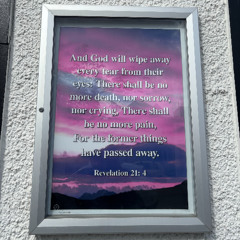 And God will wipe away
every tear from their
eyes: There shall be no
more death, nor sorrow,
nor crying. There shall
be no more pain,
For the former things
have passed away.
Revelation 21: 4